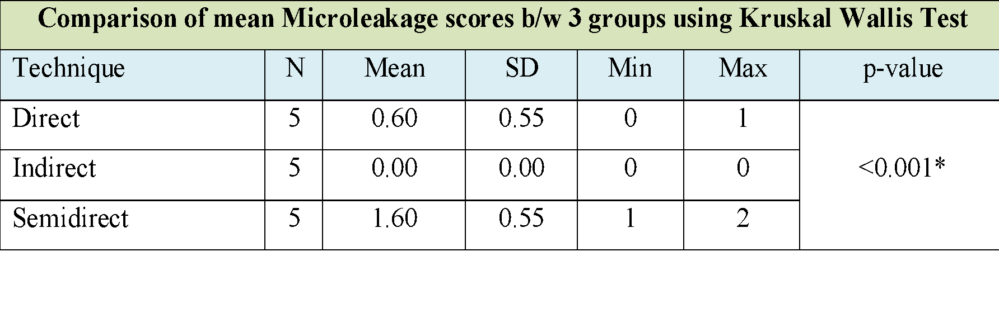 Comparison of mean Microleakage scores b/w 3 groups using Kruskal Wallis Test
Technique N Mean SD Min Max p-value
Direct 5 0.60 0.55 0 1
Indirect 5 0.00 0.00 0 0 <0.001*
Semidirect 5 1.60 0.55 1 2